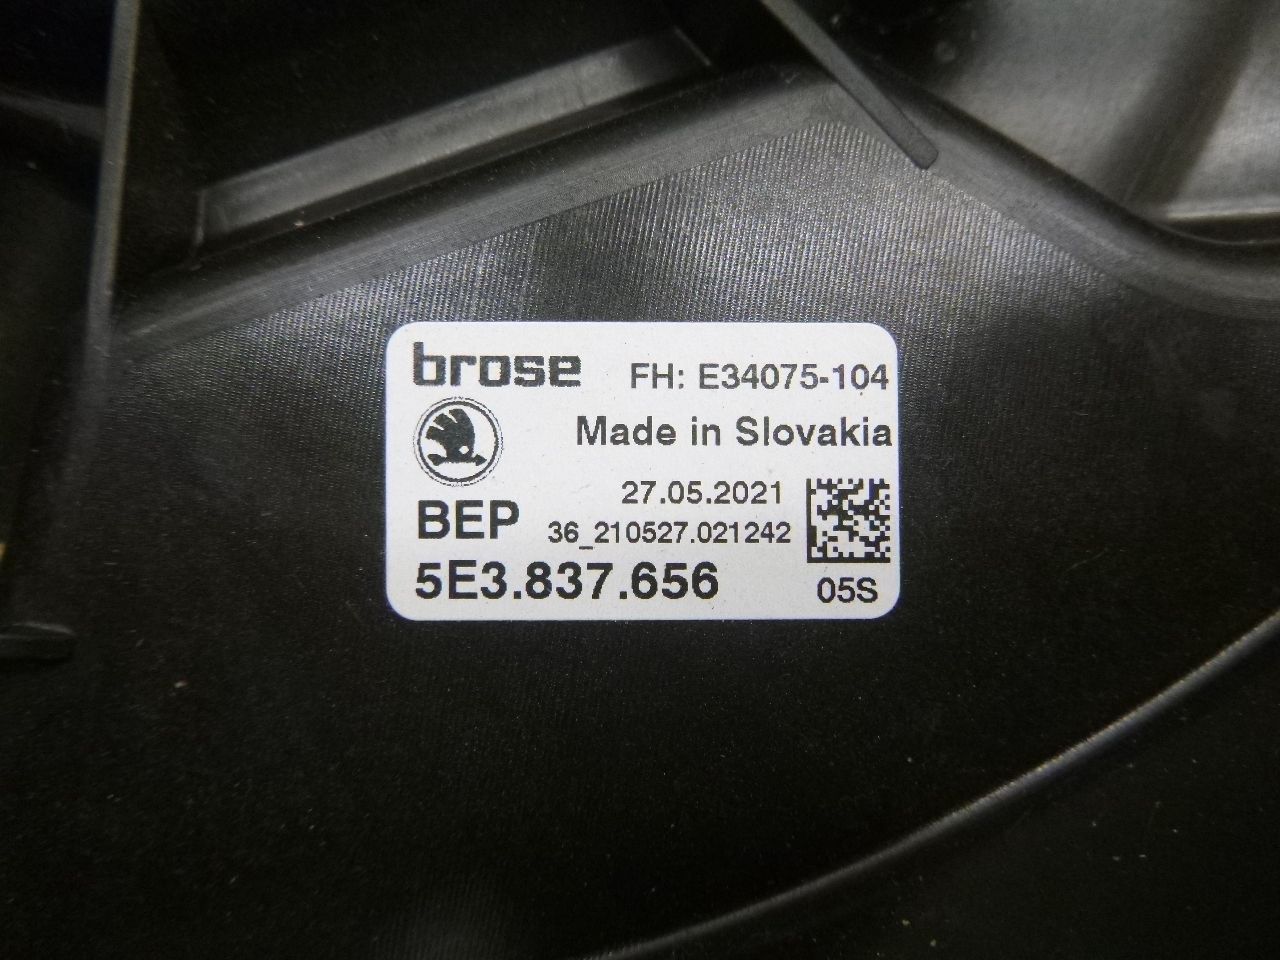 brose FH: E34075-104
Made in Slovakia
27.05.2021
BEP 36_210527.021242
5E3.837.656 05S